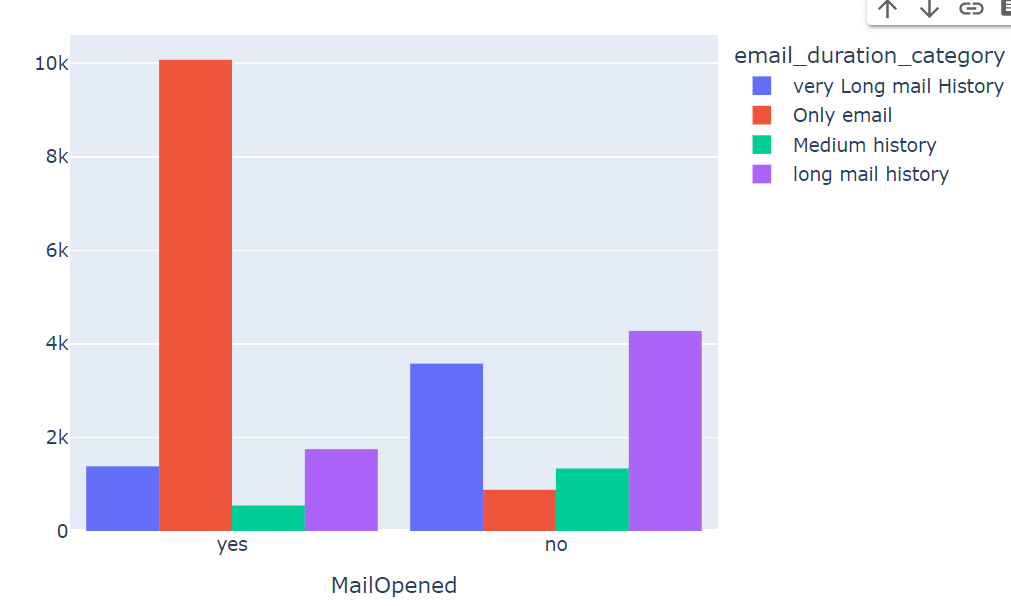 email_duration_category
very Long mail History
Only email
Medium history
long mail history
10k
8k
6k
4k
2k
0
yes
no
MailOpened